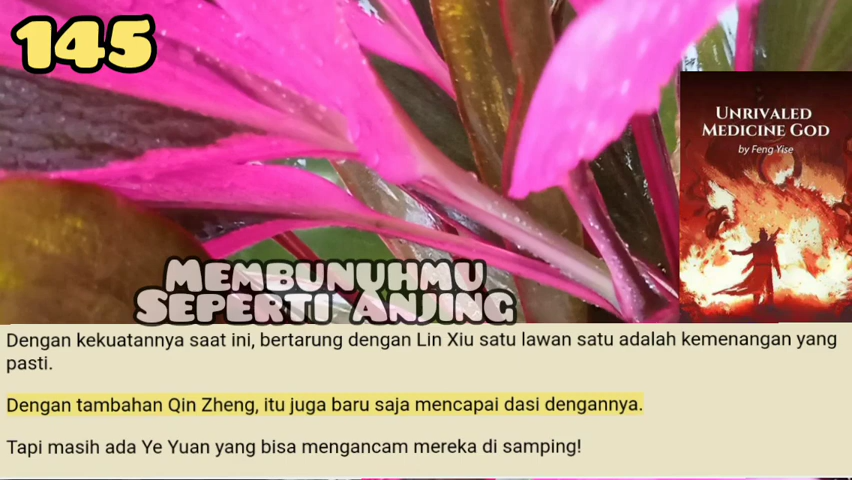 145
UNRIVALED
MEDICINE GOD
by Feng Yise
MEMBUNUHMU
SEPERTI ANJING
Dengan kekuatannya saat ini, bertarung dengan Lin Xiu satu lawan satu adalah kemenangan yang
pasti.
Dengan tambahan Qin Zheng, itu juga baru saja mencapai dasi dengannya.
Tapi masih ada Ye Yuan yang bisa mengancam mereka di samping!